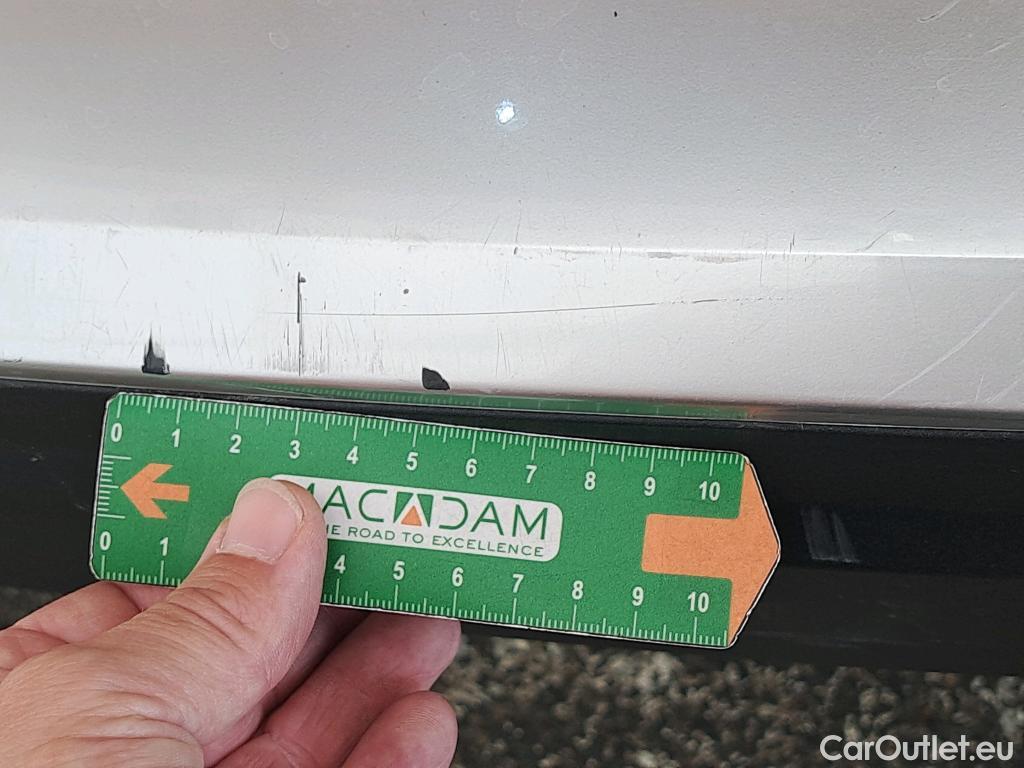 0 1 2 3 4 5 6 7 8 9 10
MACADAM
THE ROAD TO EXCELLENCE
0 1 4 5 6 7 8 9 10
CarOutlet.eu